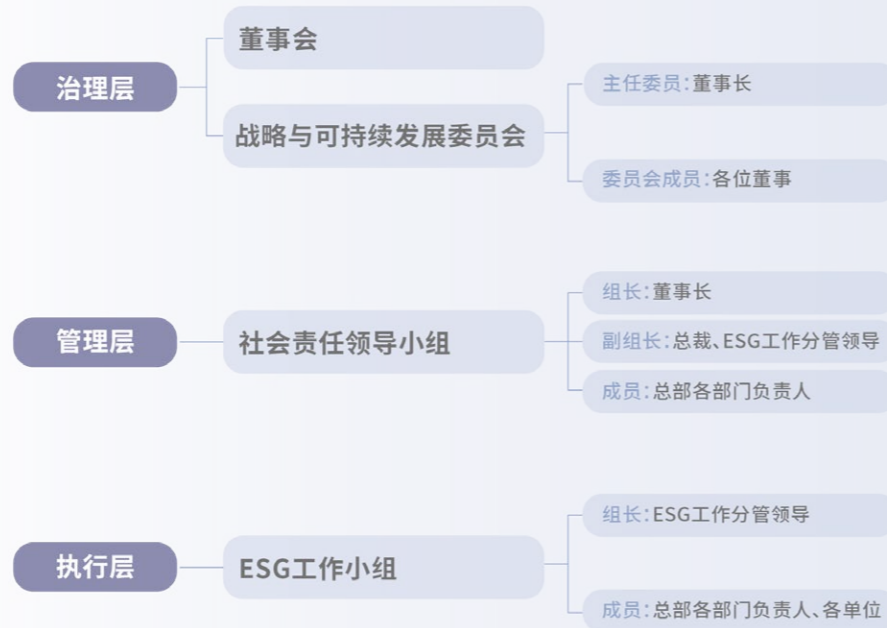 治理层
董事会
战略与可持续发展委员会
主任委员:董事长
委员会成员:各位董事
管理层
社会责任领导小组
组长:董事长
副组长:总裁、ESG工作分管领导
成员:总部各部门负责人
执行层
ESG工作小组
组长:ESG工作分管领导
成员:总部各部门负责人、各单位